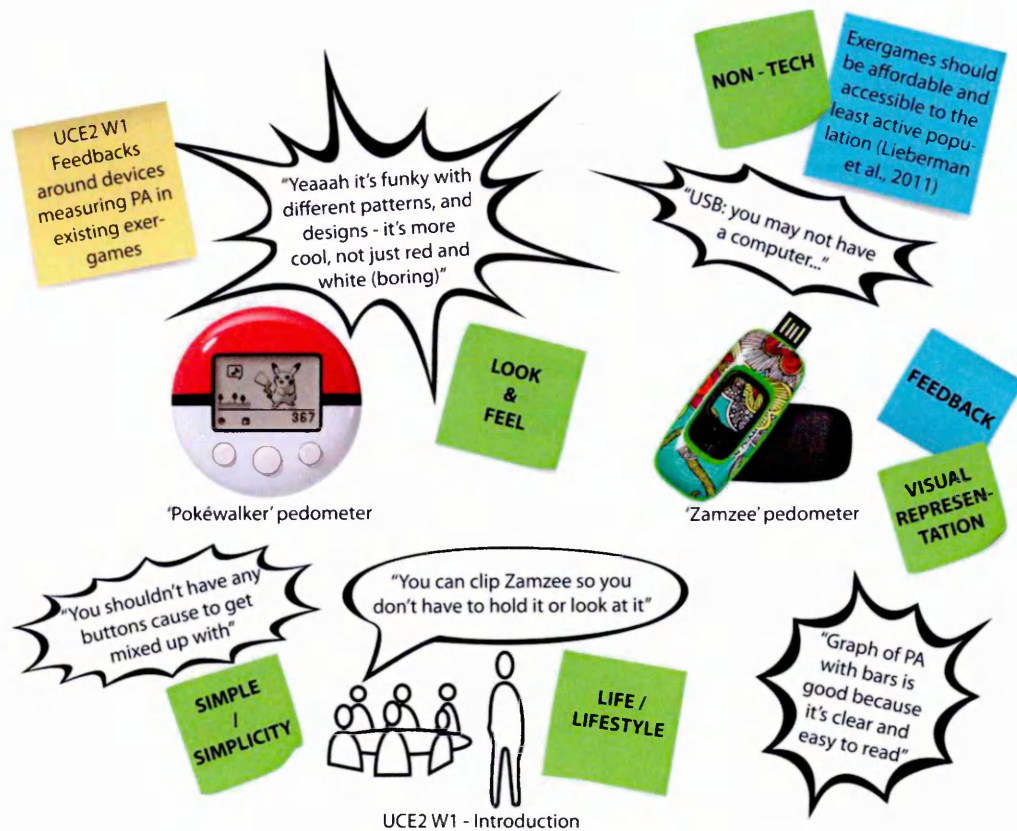 UCE2 W1
Feedbacks
around devices
measuring PA in
existing exer-
games
"Yeaaah it's funky with
different patterns, and
designs - it's more
cool, not just red and
white (boring)"
NON - TECH
Exergames should
be affordable and
accessible to the
least active popu-
lation (Lieberman
et al., 2011)
"USB: you may not have
a computer..."
367
LOOK
&
FEEL
FEEDBACK
VISUAL
REPRESEN-
TATION
'Pokéwalker' pedometer
'Zamzee' pedometer
"You shouldn't have any
buttons cause to get
mixed up with"
SIMPLE
/
SIMPLICITY
"You can clip Zamzee so you
don't have to hold it or look at it"
LIFE /
LIFESTYLE
"Graph of PA
with bars is
good because
it's clear and
easy to read"
UCE2 W1 - Introduction